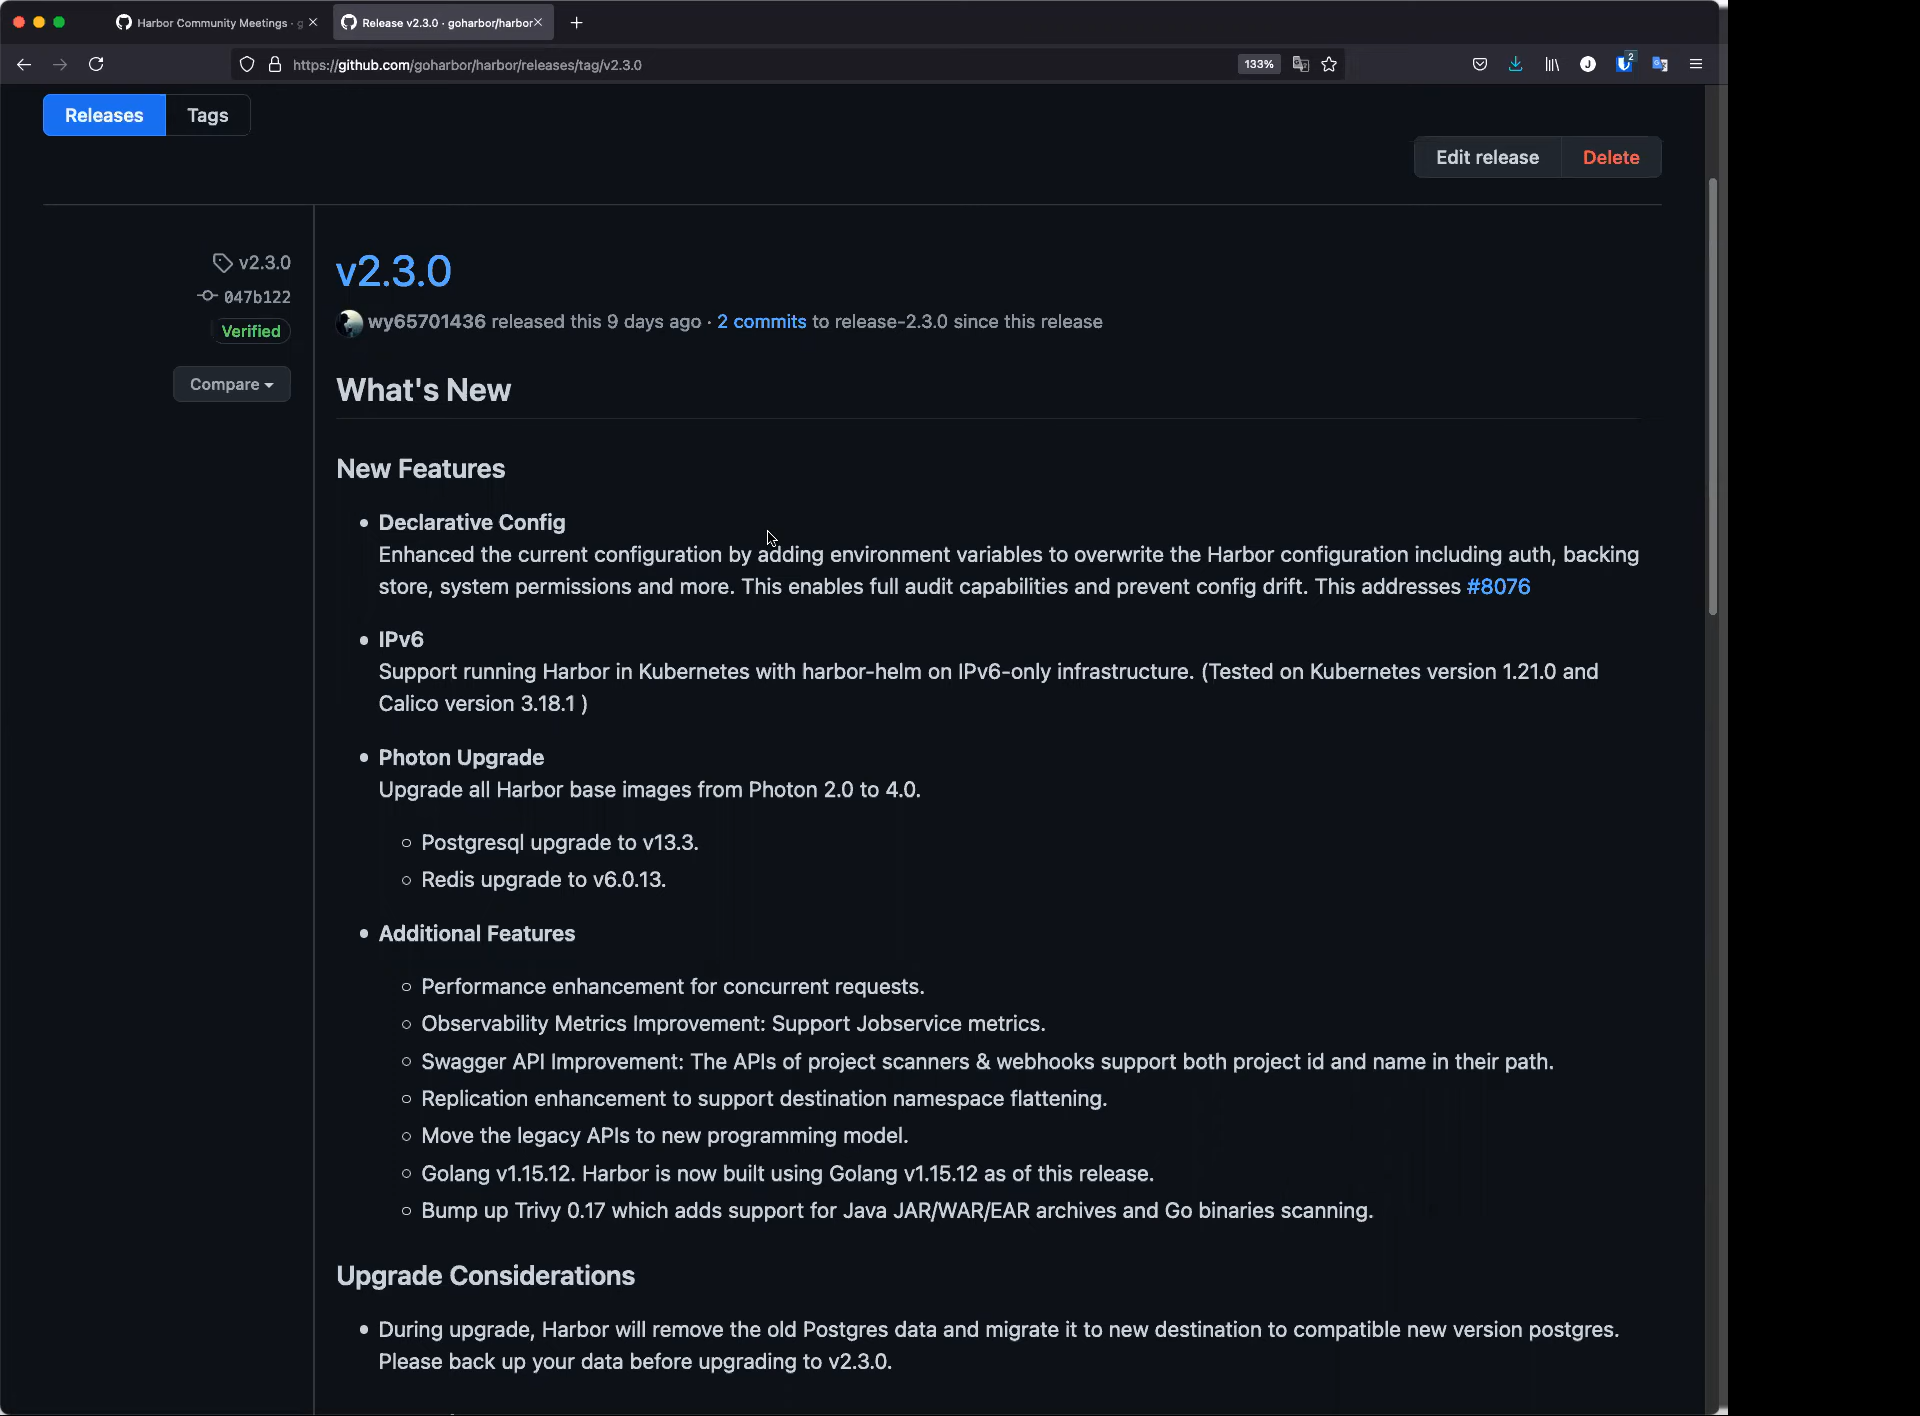 Harbor Community Meetings · g
Release v2.3.0 · goharbor/harbor
https://github.com/goharbor/harbor/releases/tag/v2.3.0
133%
J
2
Releases
Tags
Edit release
Delete
v2.3.0
047b122
Verified
Compare
v2.3.0
wy65701436 released this 9 days ago · 2 commits to release-2.3.0 since this release
What's New
New Features
• Declarative Config
Enhanced the current configuration by adding environment variables to overwrite the Harbor configuration including auth, backing
store, system permissions and more. This enables full audit capabilities and prevent config drift. This addresses #8076
• IPv6
Support running Harbor in Kubernetes with harbor-helm on IPv6-only infrastructure. (Tested on Kubernetes version 1.21.0 and
Calico version 3.18.1 )
• Photon Upgrade
Upgrade all Harbor base images from Photon 2.0 to 4.0.
○ Postgresql upgrade to v13.3.
○ Redis upgrade to v6.0.13.
• Additional Features
○ Performance enhancement for concurrent requests.
○ Observability Metrics Improvement: Support Jobservice metrics.
○ Swagger API Improvement: The APIs of project scanners & webhooks support both project id and name in their path.
○ Replication enhancement to support destination namespace flattening.
○ Move the legacy APIs to new programming model.
○ Golang v1.15.12. Harbor is now built using Golang v1.15.12 as of this release.
○ Bump up Trivy 0.17 which adds support for Java JAR/WAR/EAR archives and Go binaries scanning.
Upgrade Considerations
• During upgrade, Harbor will remove the old Postgres data and migrate it to new destination to compatible new version postgres.
Please back up your data before upgrading to v2.3.0.